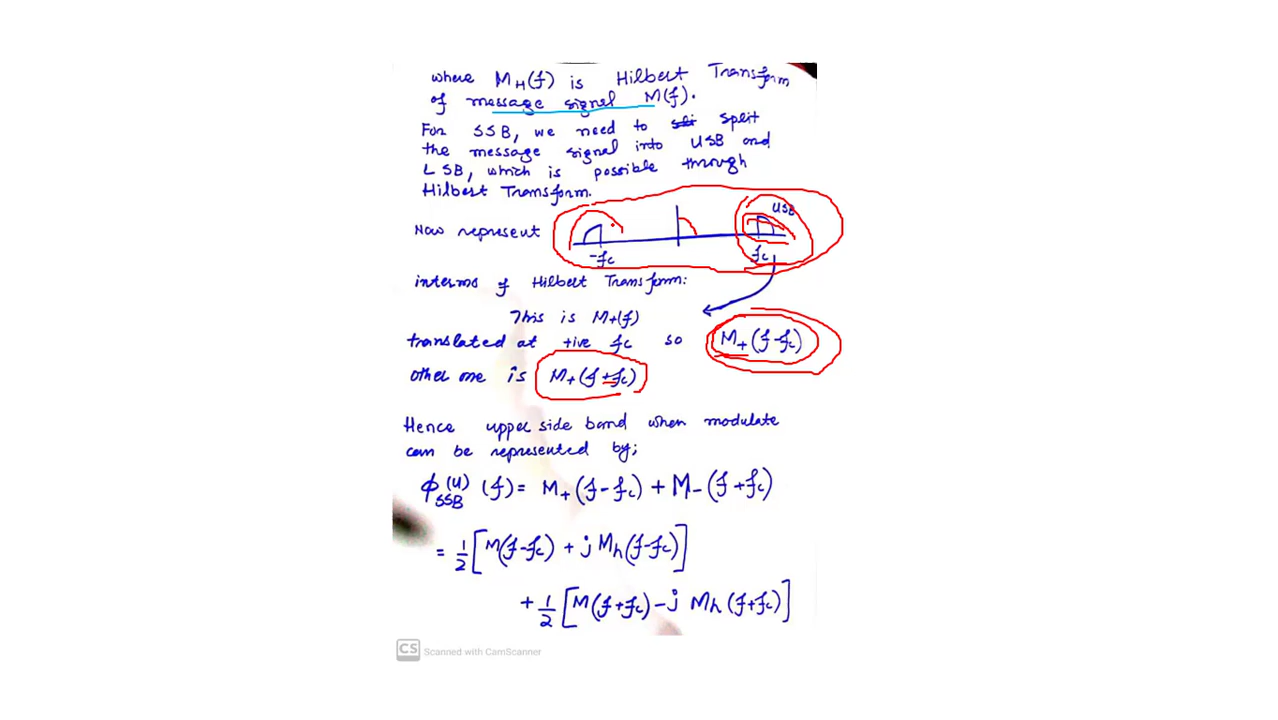 where M_H(f) is Hilbert Transform
of message signal M(f).
For SSB, we need to split
the message signal into USB and
LSB, which is possible through
Hilbert Transform.
USB
Now represent
-fc fc
interms of Hilbert Transform:
This is M+(f)
translated at +ive fc so M+(f-fc)
other one is M+(f+fc)
Hence upper side band when modulate
can be represented by;
ϕ_SSB^(U) (f) = M+(f-fc) + M-(f+fc)
= 1/2 [M(f-fc) + j Mh(f-fc)]
+ 1/2 [M(f+fc) - j Mh(f+fc)]
CS Scanned with CamScanner